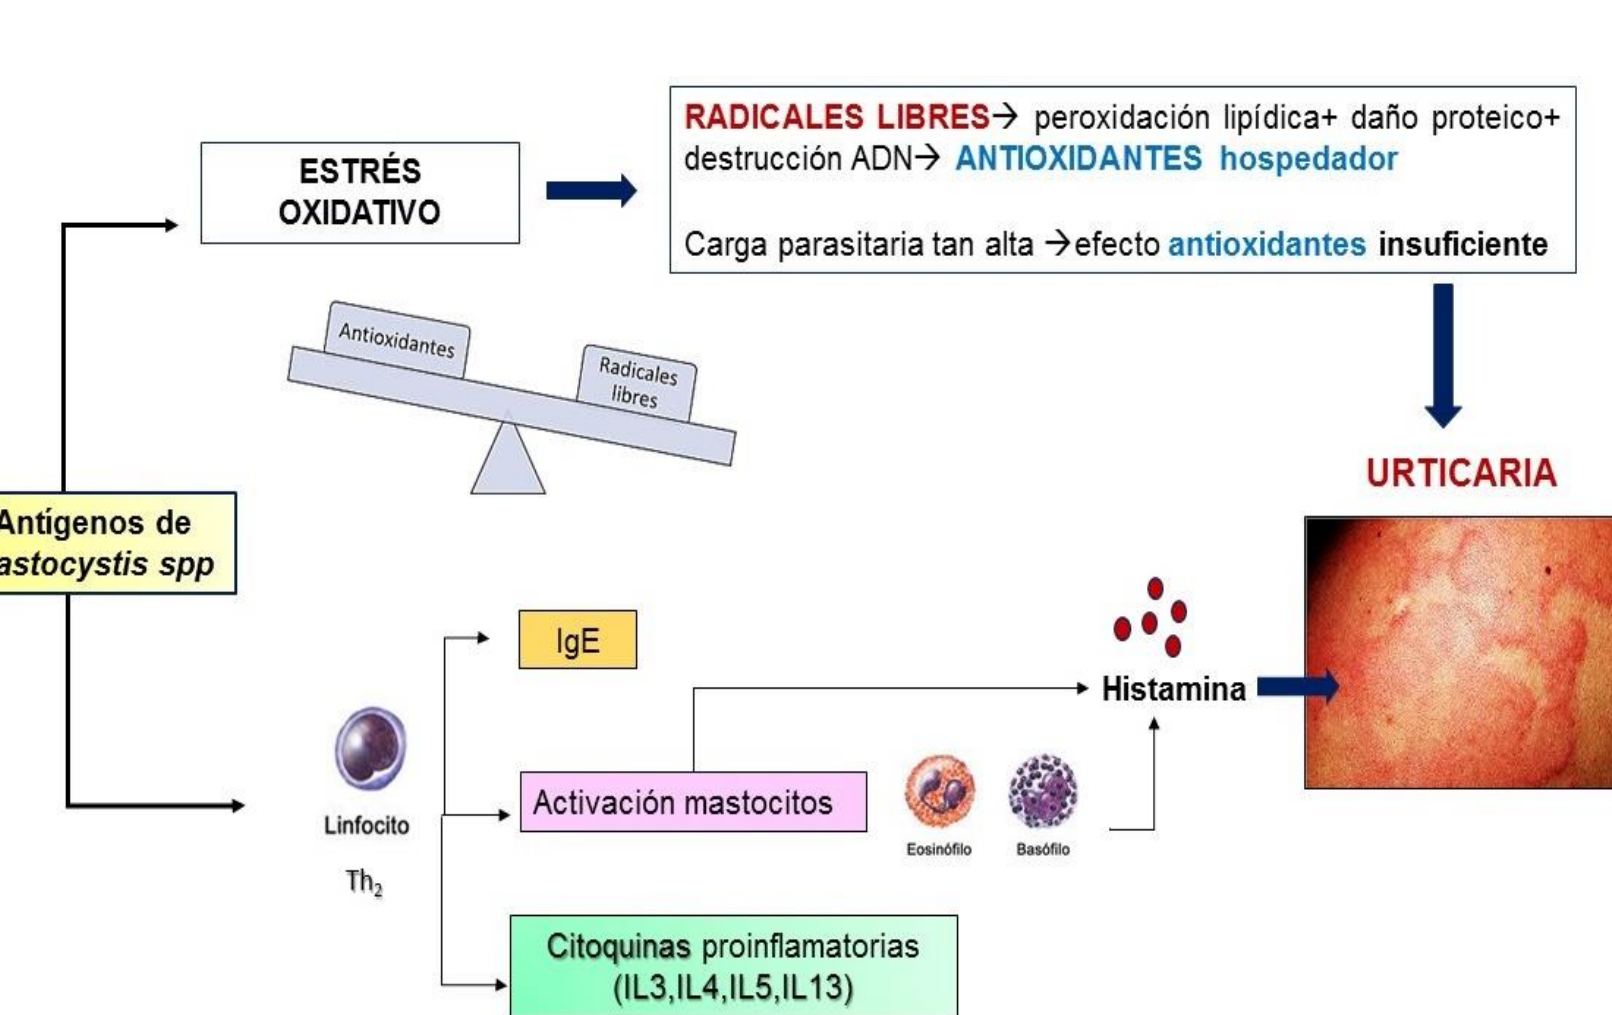 RADICALES LIBRES→ peroxidación lipídica+ daño proteico+
destrucción ADN→ ANTIOXIDANTES hospedador
Carga parasitaria tan alta →efecto antioxidantes insuficiente
ESTRÉS
OXIDATIVO
Antioxidantes
Radicales
libres
URTICARIA
Antígenos de
astocystis spp
IgE
Histamina
Linfocito
Th₂
Activación mastocitos
Eosinófilo
Basófilo
Citoquinas proinflamatorias
(IL3,IL4,IL5,IL13)